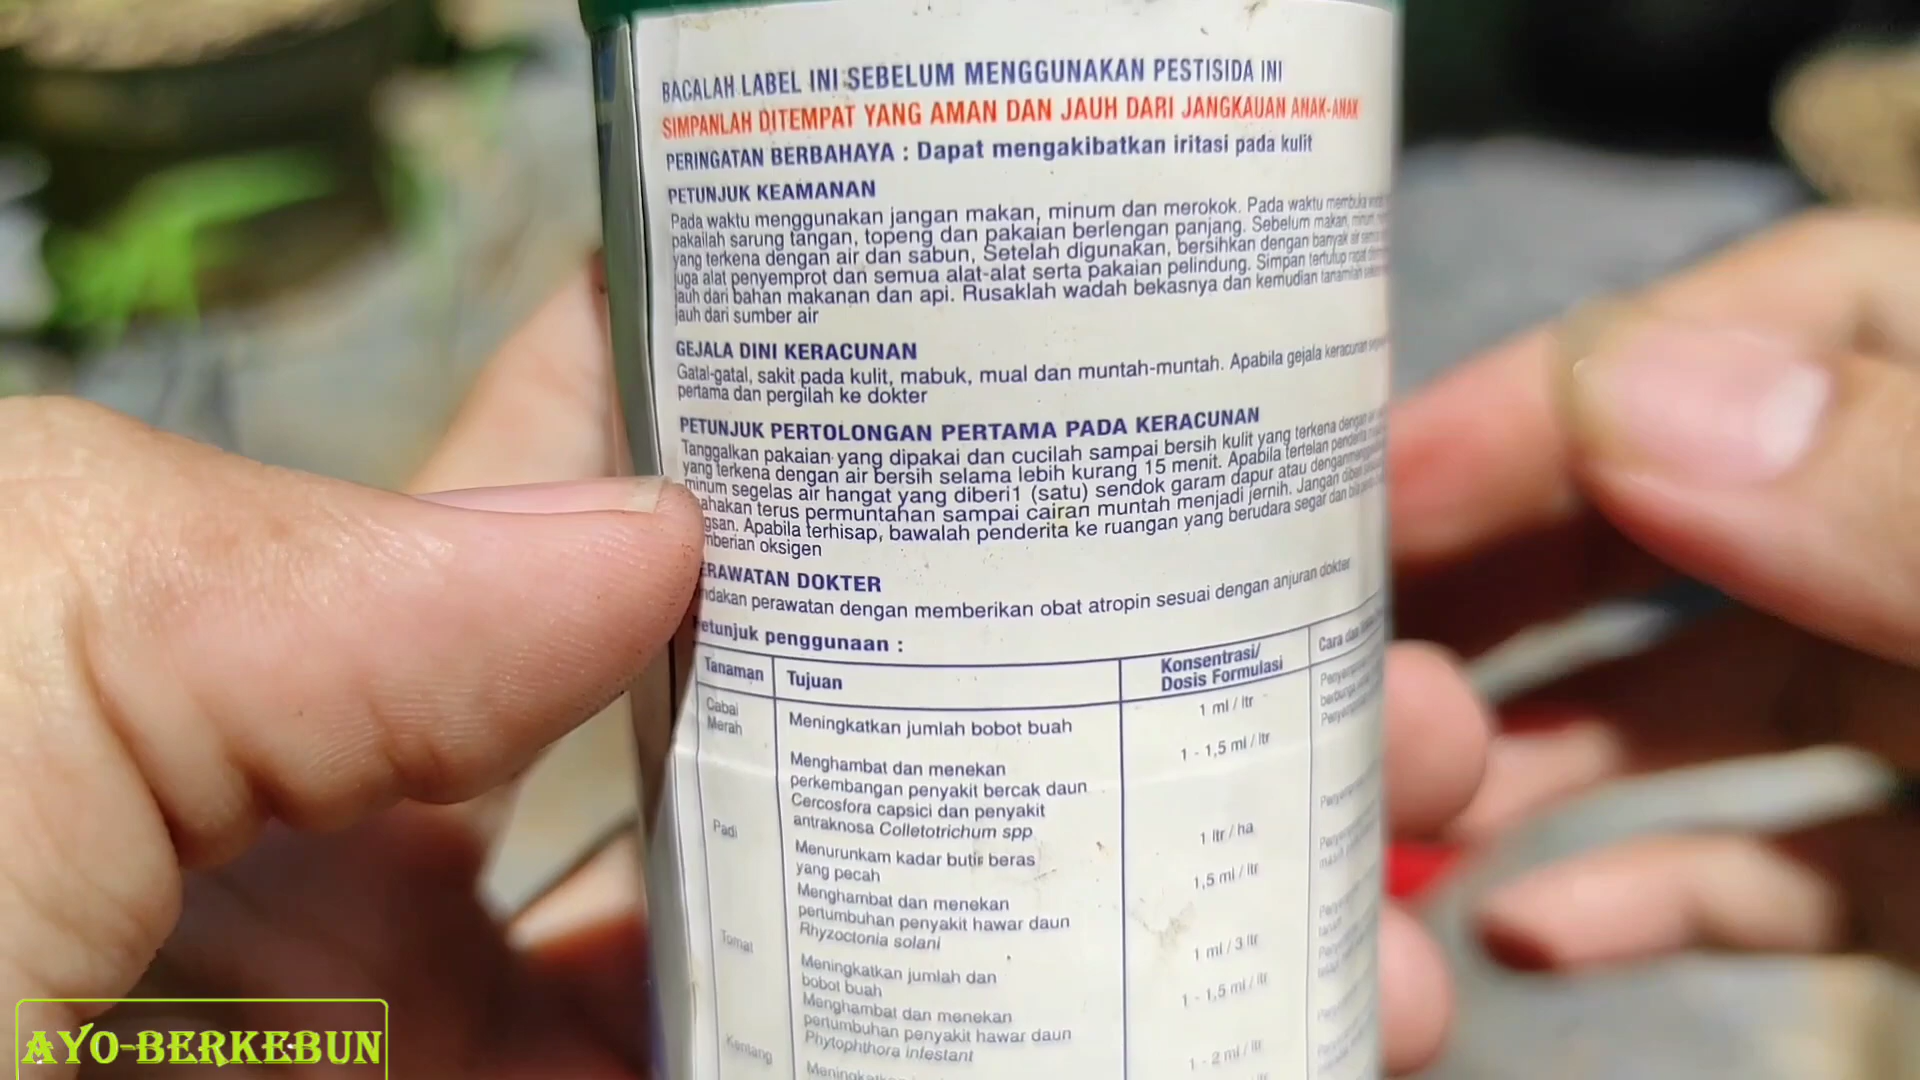 BACALAH LABEL INI SEBELUM MENGGUNAKAN PESTISIDA INI
SIMPANLAH DITEMPAT YANG AMAN DAN JAUH DARI JANGKAUAN ANAK-ANAK
PERINGATAN BERBAHAYA : Dapat mengakibatkan iritasi pada kulit
PETUNJUK KEAMANAN
Pada waktu menggunakan jangan makan, minum dan merokok. Pada waktu membuka
pakailah sarung tangan, topeng dan pakaian berlengan panjang. Sebelum makan, minum
yang terkena dengan air dan sabun, Setelah digunakan, bersihkan dengan banyak air
juga alat penyemprot dan semua alat-alat serta pakaian pelindung. Simpan tertutup rapat
jauh dari bahan makanan dan api. Rusaklah wadah bekasnya dan kemudian tanamlah
jauh dari sumber air
GEJALA DINI KERACUNAN
Gatal-gatal, sakit pada kulit, mabuk, mual dan muntah-muntah. Apabila gejala keracunan
pertama dan pergilah ke dokter
PETUNJUK PERTOLONGAN PERTAMA PADA KERACUNAN
Tanggalkan pakaian yang dipakai dan cucilah sampai bersih kulit yang terkena dengan air
yang terkena dengan air bersih selama lebih kurang 15 menit. Apabila tertelan penderita
minum segelas air hangat yang diberi1 (satu) sendok garam dapur atau dengan
ahakan terus permuntahan sampai cairan muntah menjadi jernih. Jangan diberi
gsan. Apabila terhisap, bawalah penderita ke ruangan yang berudara segar dan bila
mberian oksigen
ERAWATAN DOKTER
ndakan perawatan dengan memberikan obat atropin sesuai dengan anjuran dokter
Petunjuk penggunaan :
Tanaman Tujuan Konsentrasi/ Cara dan
Dosis Formulasi
Cabai Meningkatkan jumlah bobot buah 1 ml / ltr
Merah
Menghambat dan menekan 1 - 1,5 ml / ltr
perkembangan penyakit bercak daun
Cercosfora capsici dan penyakit
antraknosa Colletotrichum spp
Padi Menurunkam kadar butir beras 1 ltr / ha
yang pecah
Menghambat dan menekan 1,5 ml / ltr
pertumbuhan penyakit hawar daun
Rhyzoctonia solani
Tomat Meningkatkan jumlah dan 1 ml / 3 ltr
bobot buah
Menghambat dan menekan 1 - 1,5 ml / ltr
pertumbuhan penyakit hawar daun
Phytophthora infestant
Kentang 1 - 2 ml / ltr
AYO-BERKEBUN